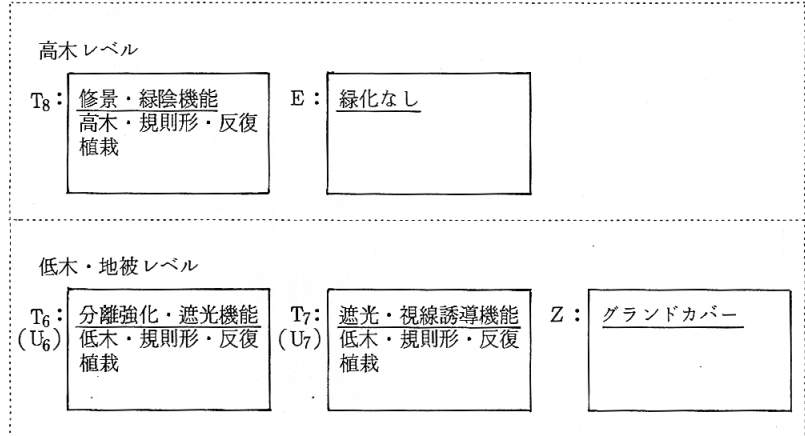 高木レベル
T8: 修景・緑陰機能
高木・規則形・反復
植栽
E: 緑化なし
低木・地被レベル
T6: 分離強化・遮光機能
(U6) 低木・規則形・反復
植栽
T7: 遮光・視線誘導機能
(U7) 低木・規則形・反復
植栽
Z: グランドカバー